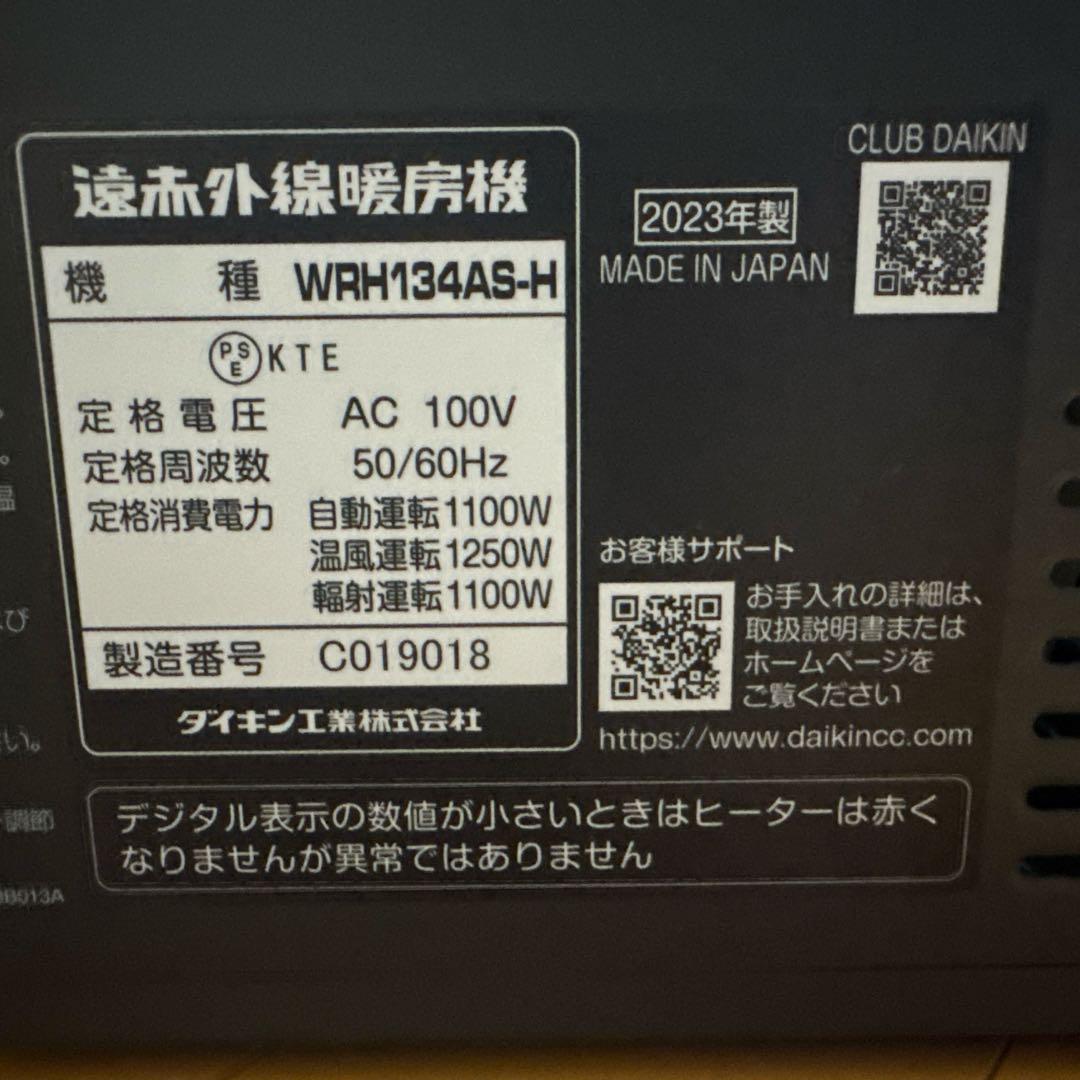 遠赤外線暖房機
機 種 WRH134AS-H
PSE KTE
定格電圧 AC 100V
定格周波数 50/60Hz
定格消費電力 自動運転1100W
温風運転1250W
輻射運転1100W
製造番号 C019018
ダイキン工業株式会社
CLUB DAIKIN
2023年製
MADE IN JAPAN
お客様サポート
お手入れの詳細は、
取扱説明書または
ホームページを
ご覧ください
https://www.daikincc.com
デジタル表示の数値が小さいときはヒーターは赤く
なりませんが異常ではありません
び
い。
調節
B013A